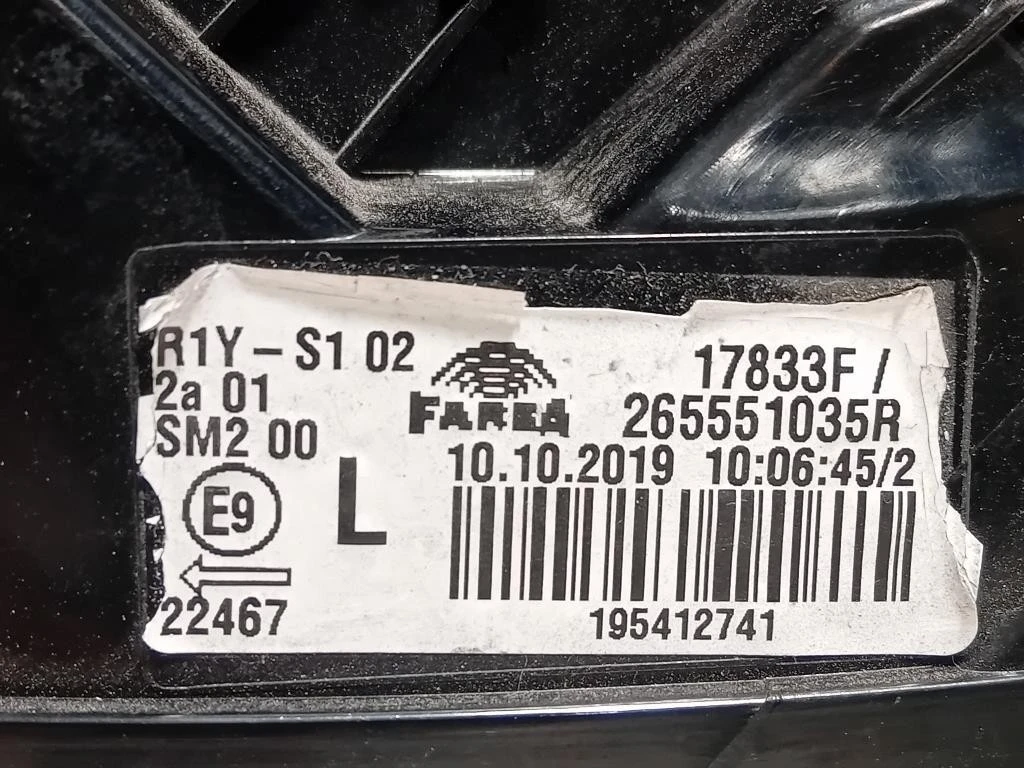 R1Y - S1 02
2a 01
SM2 00
E9
22467
L
FARBA
17833F /
265551035R
10.10.2019 10:06:45/2
195412741